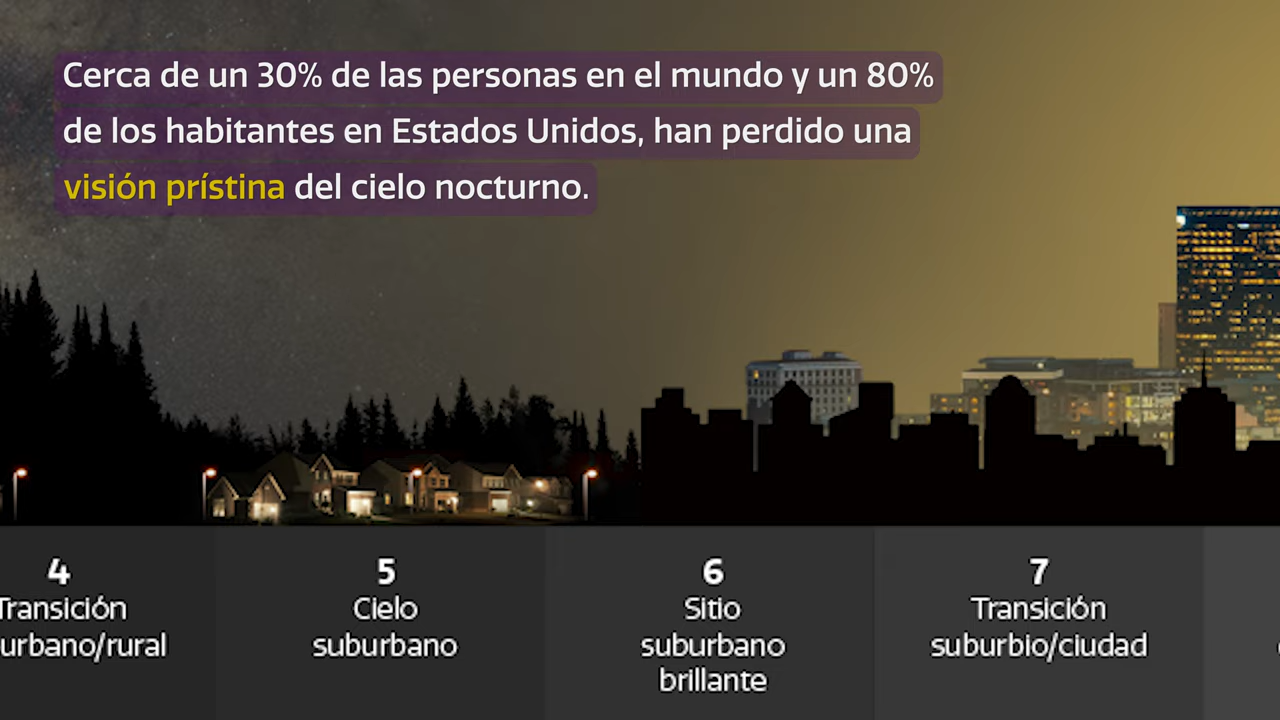 Cerca de un 30% de las personas en el mundo y un 80%
de los habitantes en Estados Unidos, han perdido una
visión prístina del cielo nocturno.
4
Transición
urbano/rural
5
Cielo
suburbano
6
Sitio
suburbano
brillante
7
Transición
suburbio/ciudad